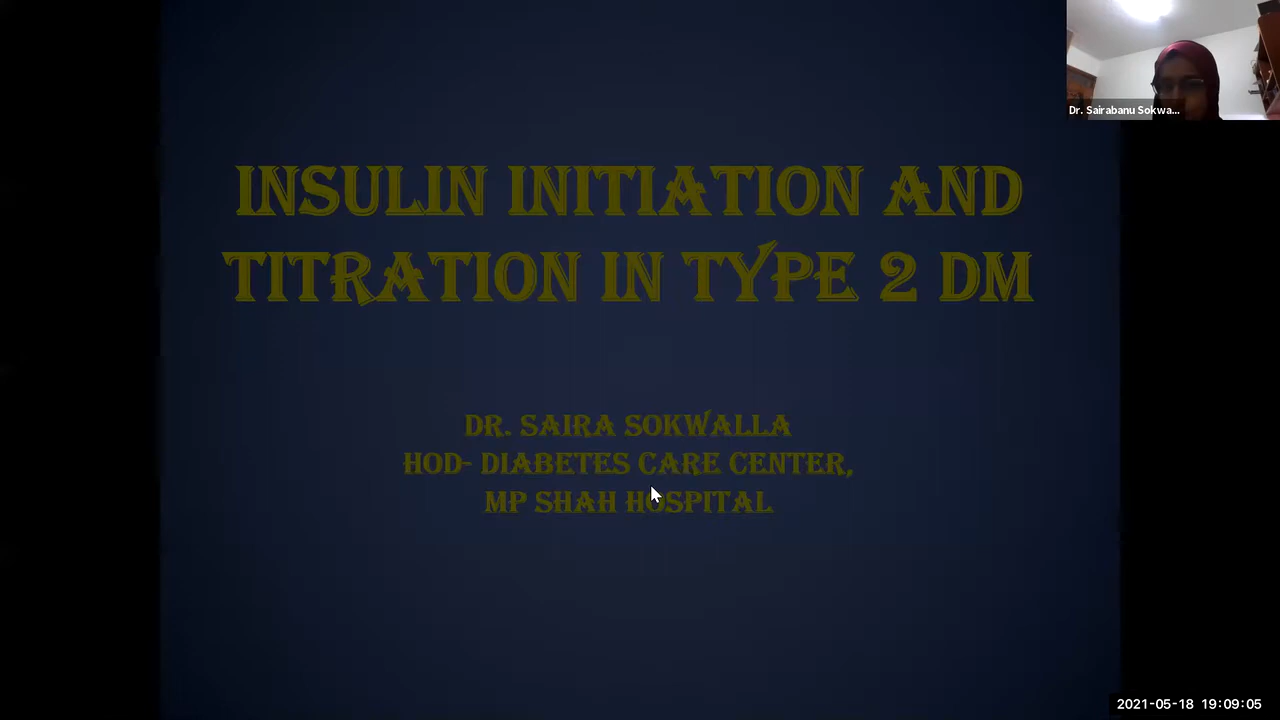 Dr. Sairabanu Sokwa...
INSULIN INITIATION AND
TITRATION IN TYPE 2 DM
DR. SAIRA SOKWALLA
HOD- DIABETES CARE CENTER,
MP SHAH HOSPITAL
2021-05-18 19:09:05